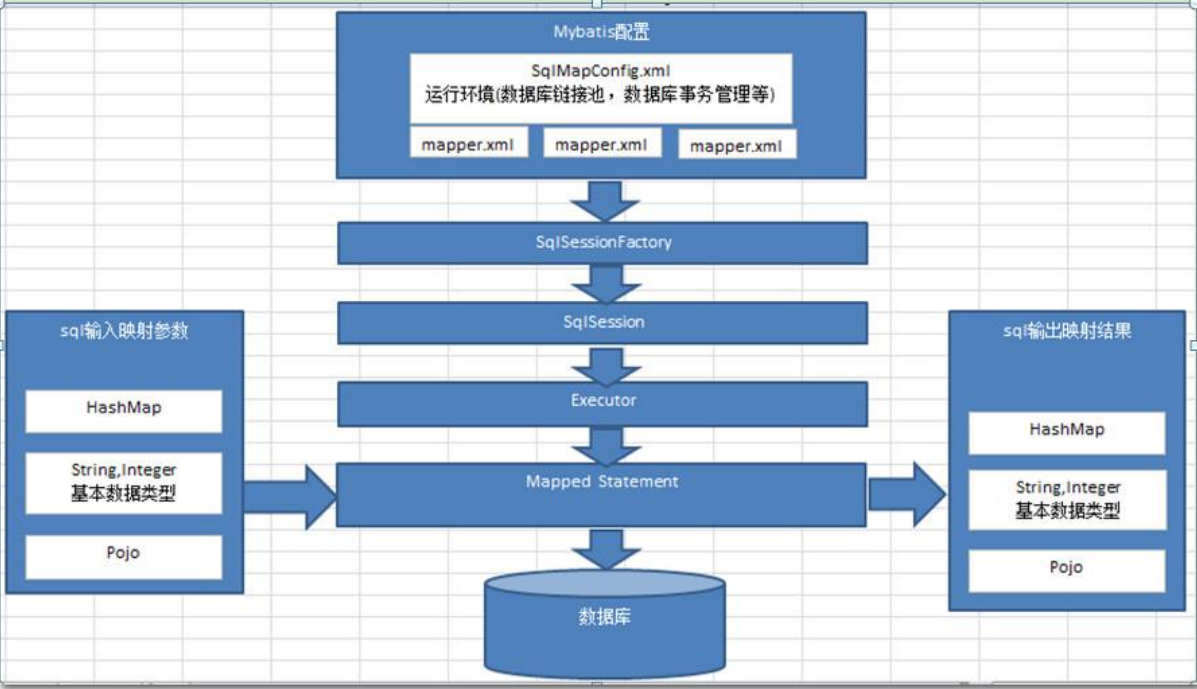 Mybatis配置
SqlMapConfig.xml
运行环境(数据库链接池，数据库事务管理等)
mapper.xml
mapper.xml
mapper.xml
SqlSessionFactory
SqlSession
Executor
Mapped Statement
数据库
sql输入映射参数
HashMap
String,Integer
基本数据类型
Pojo
sql输出映射结果
HashMap
String,Integer
基本数据类型
Pojo